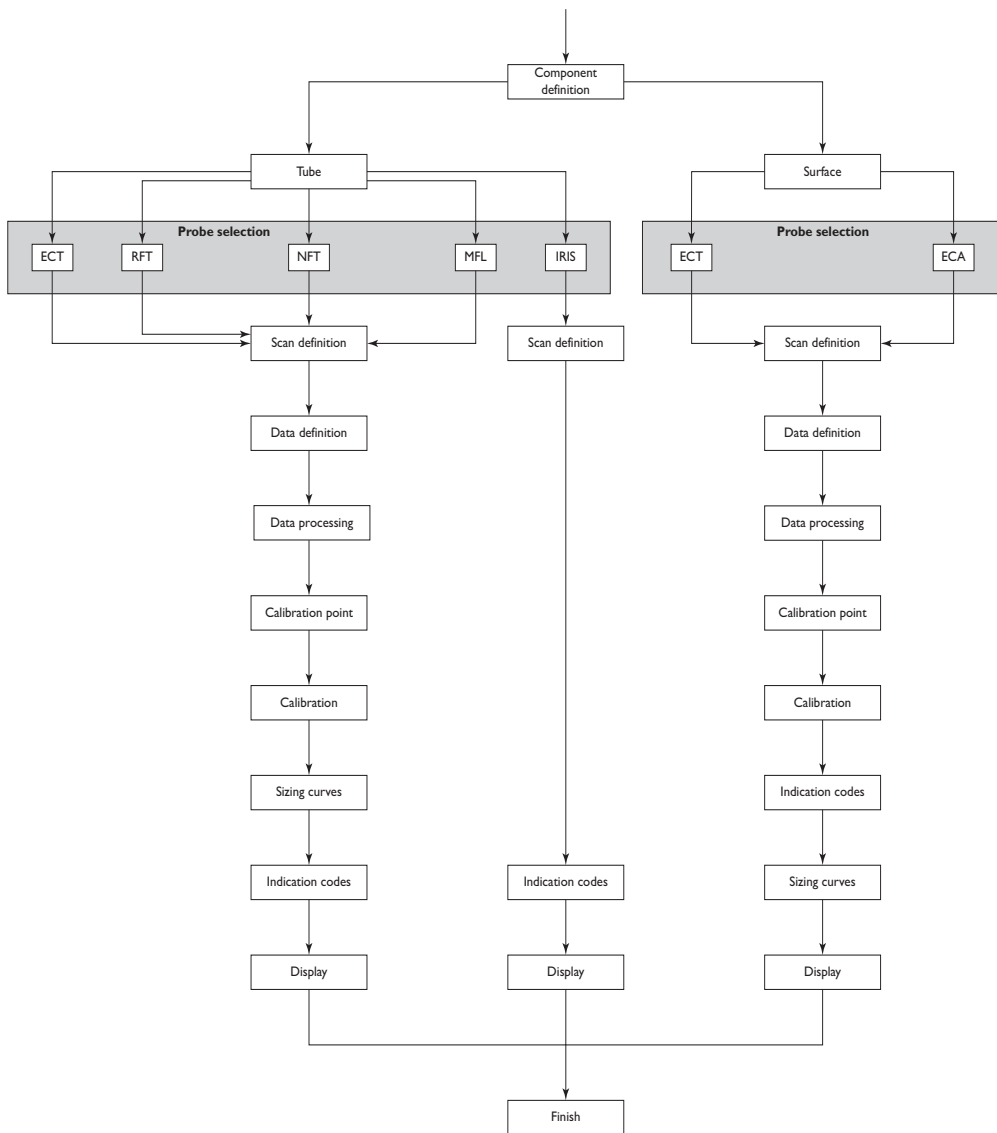 Component
definition
Tube
Surface
Probe selection
Probe selection
ECT
RFT
NFT
MFL
IRIS
ECT
ECA
Scan definition
Scan definition
Scan definition
Data definition
Data definition
Data processing
Data processing
Calibration point
Calibration point
Calibration
Calibration
Sizing curves
Indication codes
Indication codes
Indication codes
Sizing curves
Display
Display
Display
Finish